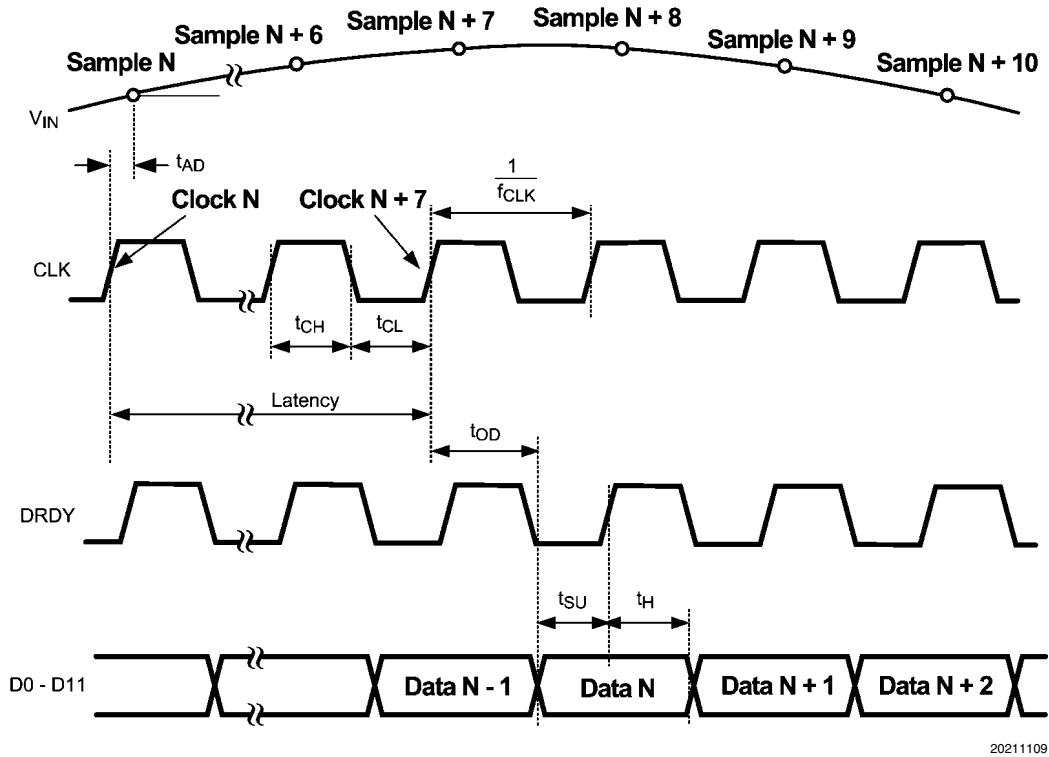 Sample N
Sample N + 6
Sample N + 7
Sample N + 8
Sample N + 9
Sample N + 10
VIN
tAD
Clock N
Clock N + 7
1
fCLK
CLK
tCH
tCL
Latency
tOD
DRDY
tSU
tH
D0 - D11
Data N - 1
Data N
Data N + 1
Data N + 2
20211109